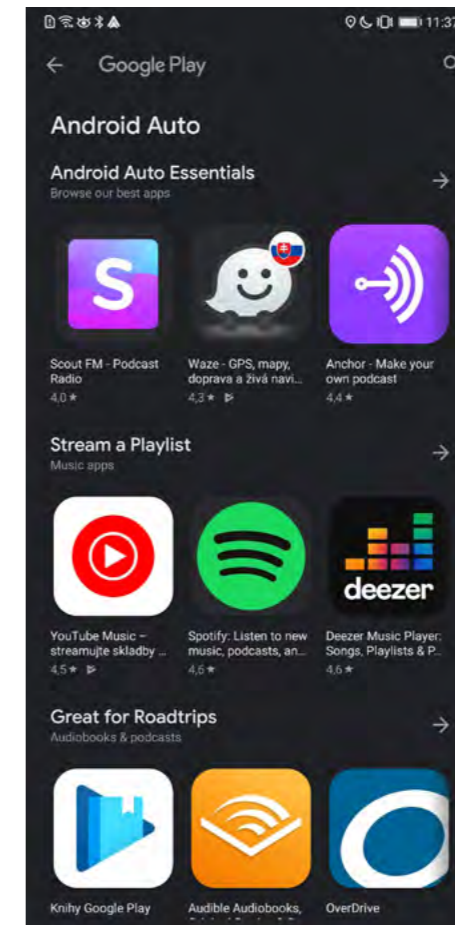 11:37
Google Play
Android Auto
Android Auto Essentials
Browse our best apps
S
Scout FM - Podcast
Radio
4,0 ★
Waze - GPS, mapy,
doprava a živá navi...
4,3 ★
Anchor - Make your
own podcast
4,4 ★
Stream a Playlist
Music apps
deezer
YouTube Music –
streamujte skladby ...
4,5 ★
Spotify: Listen to new
music, podcasts, an...
4,6 ★
Deezer Music Player:
Songs, Playlists & P...
4,6 ★
Great for Roadtrips
Audiobooks & podcasts
Knihy Google Play
Audible Audiobooks,
OverDrive